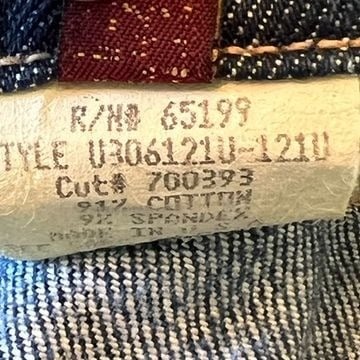 R/N# 65199
TYLE U306121U-121U
Cut# 700393
91% COTTON
9% SPANDEX
MADE IN